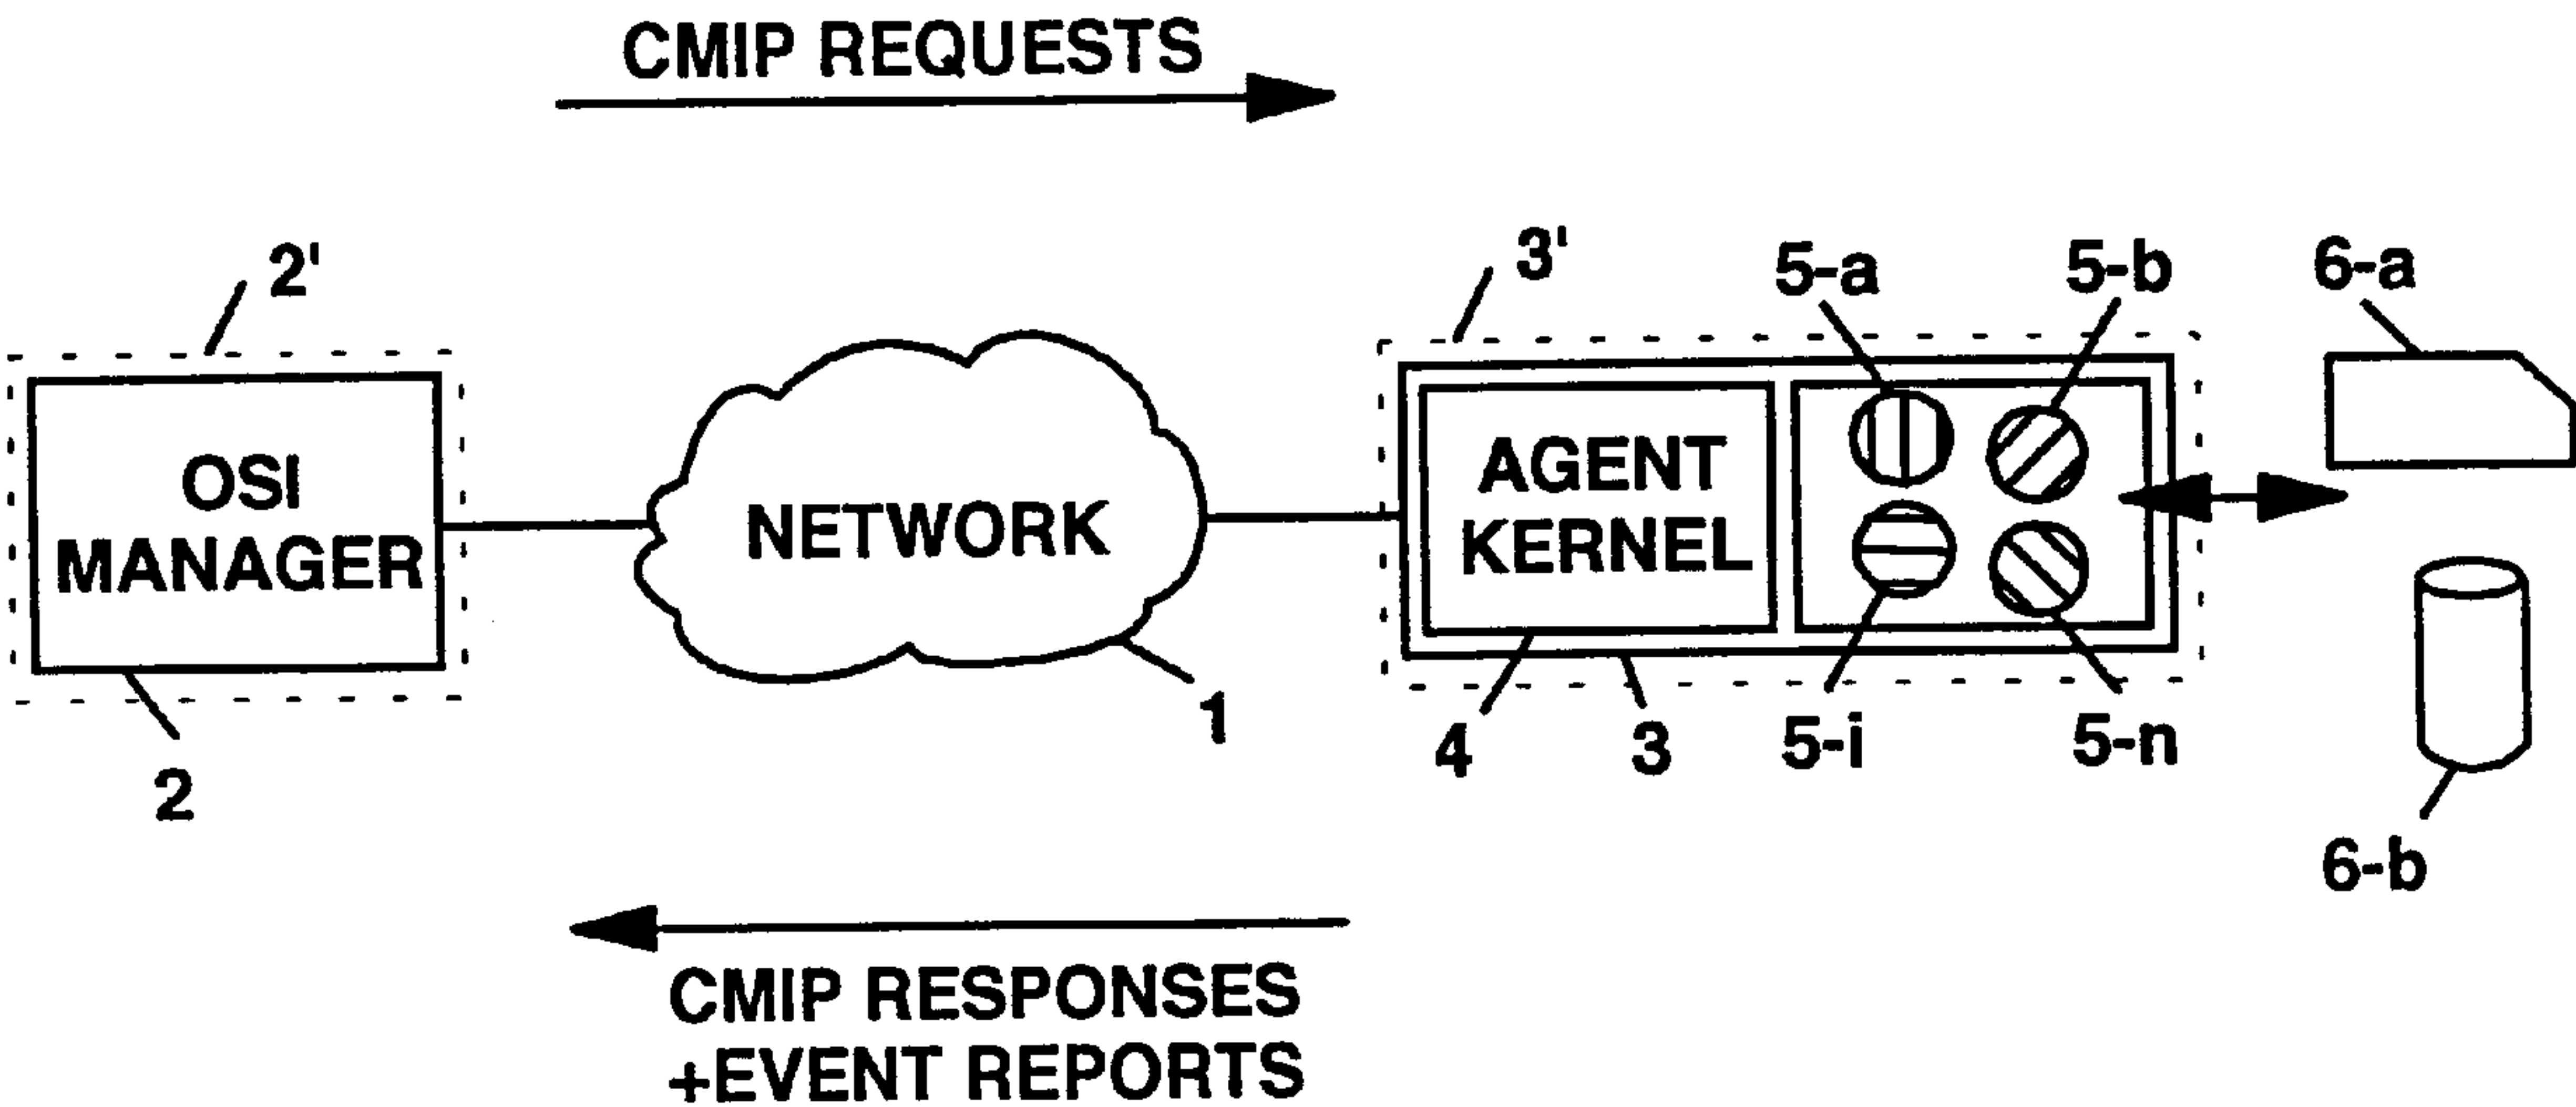 CMIP REQUESTS
2'
3'
5-a
5-b
6-a
OSI
MANAGER
NETWORK
AGENT
KERNEL
2
1
4
3
5-i
5-n
6-b
CMIP RESPONSES
+EVENT REPORTS